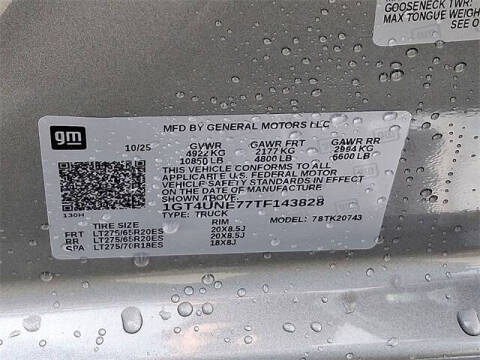 GOOSENECK TWR:
MAX TONGUE WEIGH
SEE O
gm
MFD BY GENERAL MOTORS LLC
10/25 GVWR GAWR FRT GAWR RR
4922 KG 2177 KG 2994 KG
10850 LB 4800 LB 6600 LB
THIS VEHICLE CONFORMS TO ALL
APPLICABLE U.S. FEDERAL MOTOR
VEHICLE SAFETY STANDARDS IN EFFECT
ON THE DATE OF MANUFACTURE
SHOWN ABOVE.
1GT4UNE77TF143828
130H TYPE: TRUCK MODEL: 78TK20743
TIRE SIZE RIM
FRT LT275/65R20ES 20X8.5J
RR LT275/65R20ES 20X8.5J
SPA LT275/70R18ES 18X8J